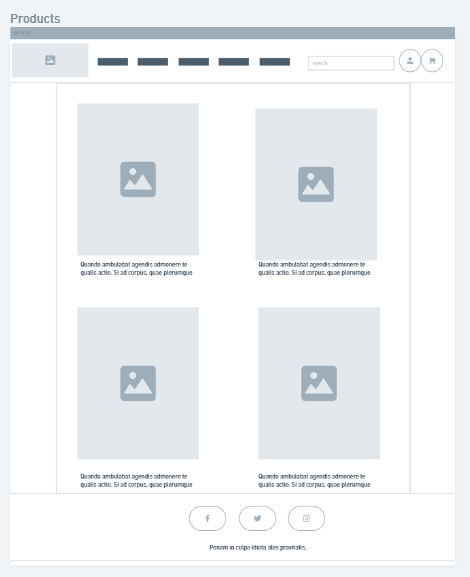 Products
search
Quando ambulabat agendis admonere te
qualis actio. Si ad corpus, quae plerumque
Quando ambulabat agendis admonere te
qualis actio. Si ad corpus, quae plerumque
Quando ambulabat agendis admonere te
qualis actio. Si ad corpus, quae plerumque
Quando ambulabat agendis admonere te
qualis actio. Si ad corpus, quae plerumque
Ponam in culpa idiota aliis pravitatis.